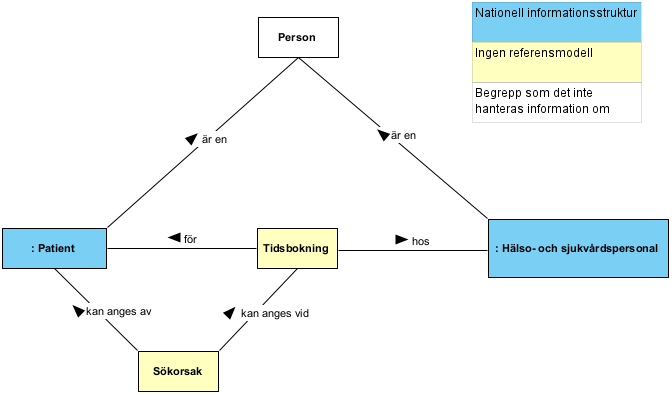 Nationell informationsstruktur
Person
Ingen referensmodell
Begrepp som det inte
hanteras information om
är en
är en
: Patient
för
Tidsbokning
hos
: Hälso- och sjukvårdspersonal
kan anges av
kan anges vid
Sökorsak